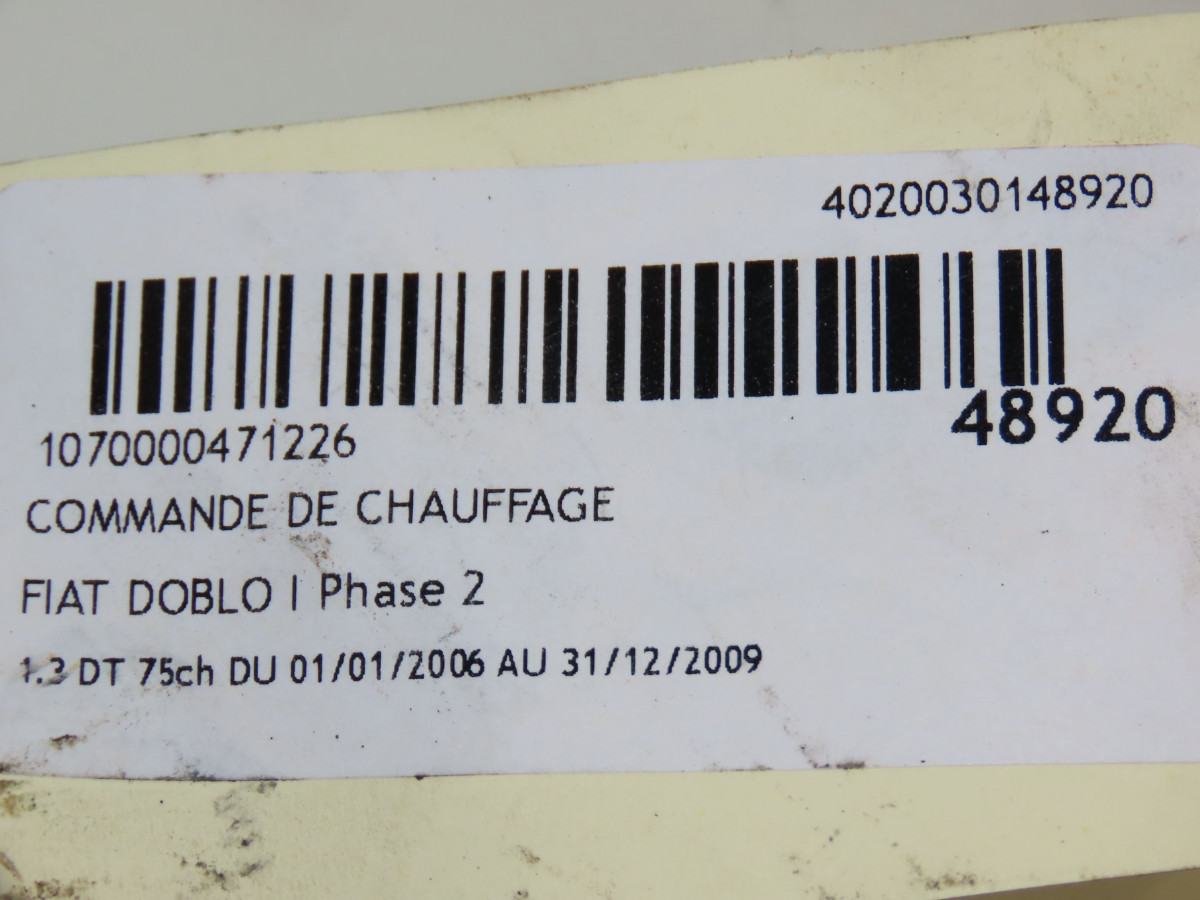 4020030148920
48920
1070000471226
COMMANDE DE CHAUFFAGE
FIAT DOBLO I Phase 2
1.3 DT 75ch DU 01/01/2006 AU 31/12/2009